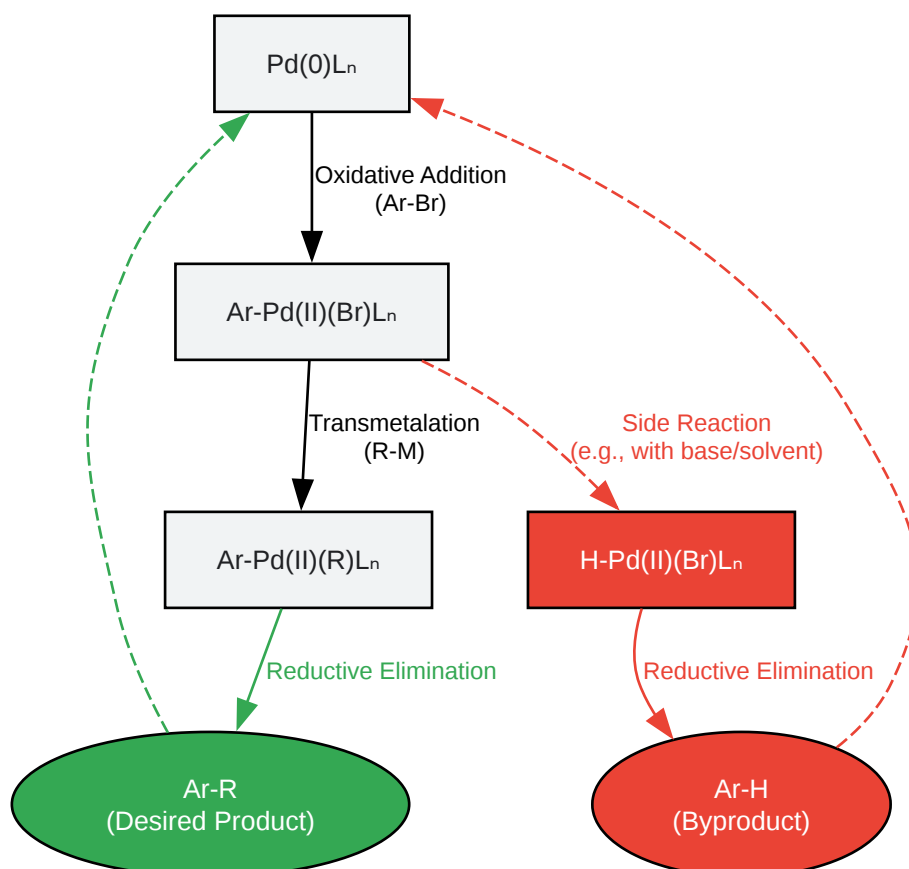 Pd(0)Lₙ
Oxidative Addition
(Ar-Br)
Ar-Pd(II)(Br)Lₙ
Transmetalation
(R-M)
Side Reaction
(e.g., with base/solvent)
Ar-Pd(II)(R)Lₙ
H-Pd(II)(Br)Lₙ
Reductive Elimination
Reductive Elimination
Ar-R
(Desired Product)
Ar-H
(Byproduct)